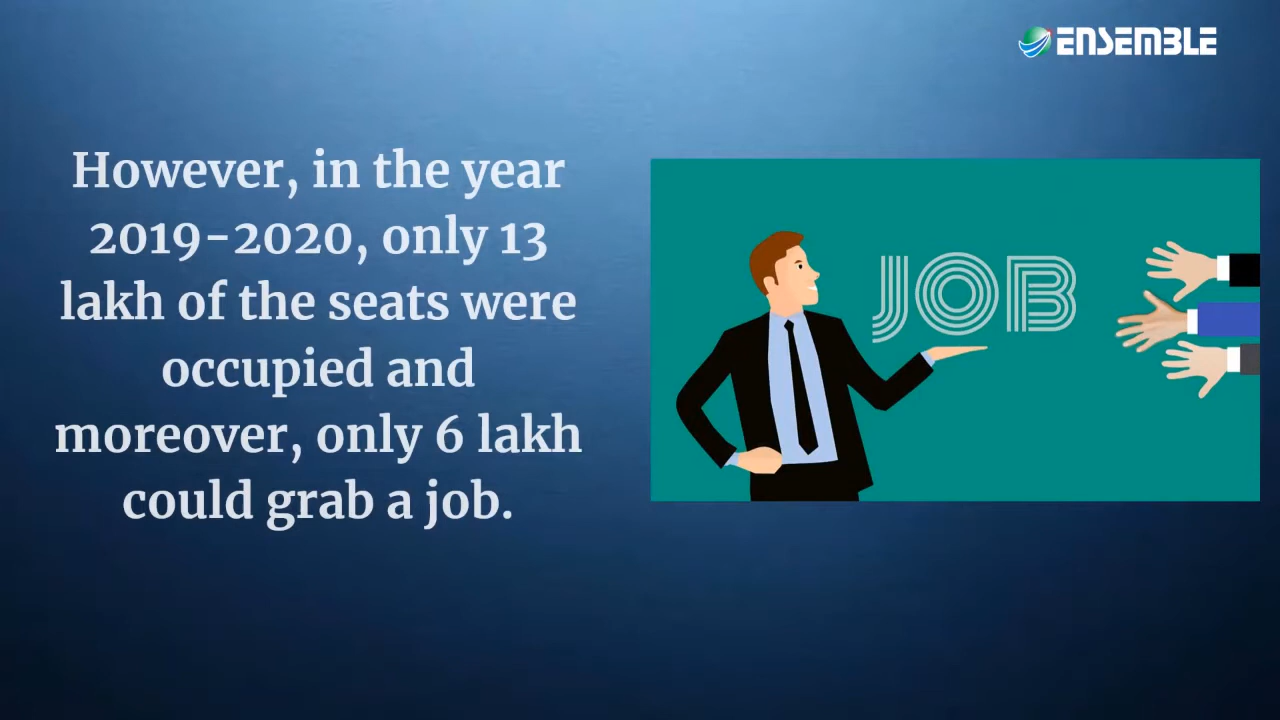 ENSEMBLE
However, in the year
2019-2020, only 13
lakh of the seats were
occupied and
moreover, only 6 lakh
could grab a job.
JOB